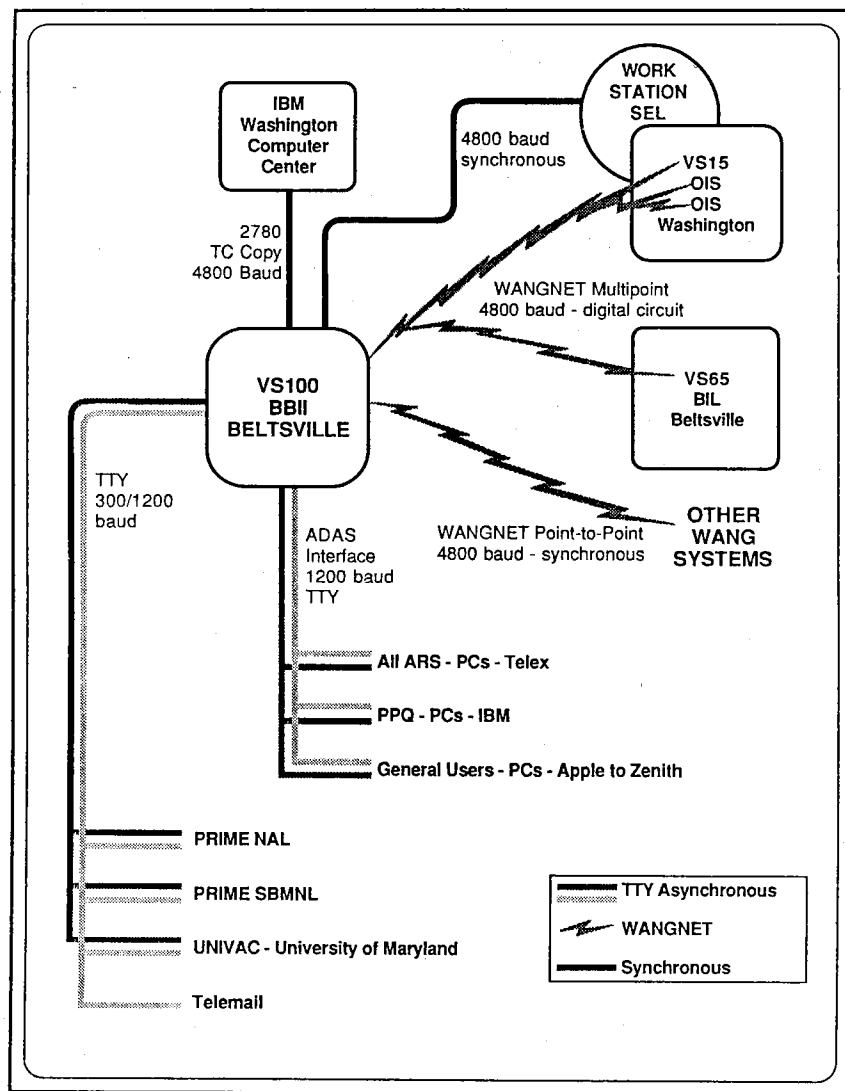 IBM
Washington
Computer
Center
WORK
STATION
SEL
4800 baud
synchronous
VS15
OIS
OIS
Washington
2780
TC Copy
4800 Baud
WANGNET Multipoint
4800 baud - digital circuit
VS100
BBII
BELTSVILLE
VS65
BIL
Beltsville
TTY
300/1200
baud
ADAS
Interface
1200 baud
TTY
WANGNET Point-to-Point
4800 baud - synchronous
OTHER
WANG
SYSTEMS
All ARS - PCs - Telex
PPQ - PCs - IBM
General Users - PCs - Apple to Zenith
PRIME NAL
PRIME SBMNL
UNIVAC - University of Maryland
Telemail
TTY Asynchronous
WANGNET
Synchronous